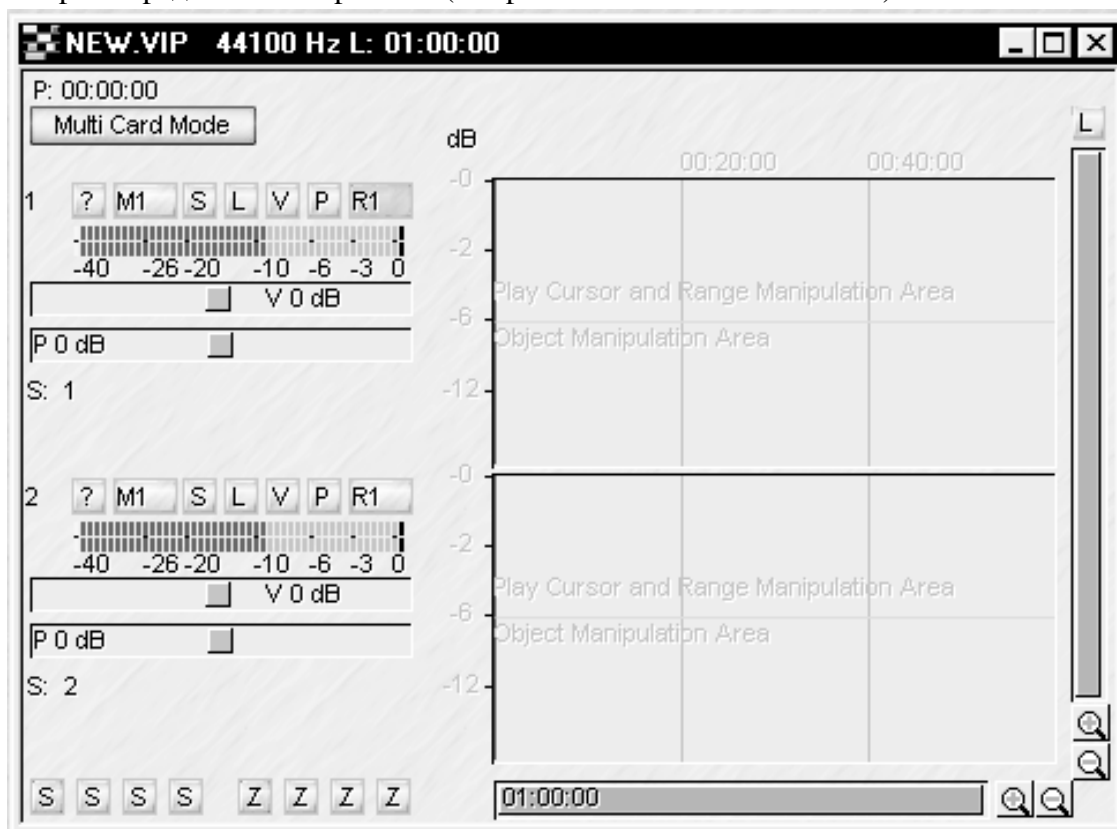 NEW.VIP 44100 Hz L: 01:00:00
P: 00:00:00
Multi Card Mode
L
dB
00:20:00 00:40:00
1 ? M1 S L V P R1
-40 -26 -20 -10 -6 -3 0
V 0 dB
P 0 dB
S: 1
-0
-2
-6
-12
Play Cursor and Range Manipulation Area
Object Manipulation Area
2 ? M1 S L V P R1
-40 -26 -20 -10 -6 -3 0
V 0 dB
P 0 dB
S: 2
-0
-2
-6
-12
Play Cursor and Range Manipulation Area
Object Manipulation Area
S S S S Z Z Z Z
01:00:00